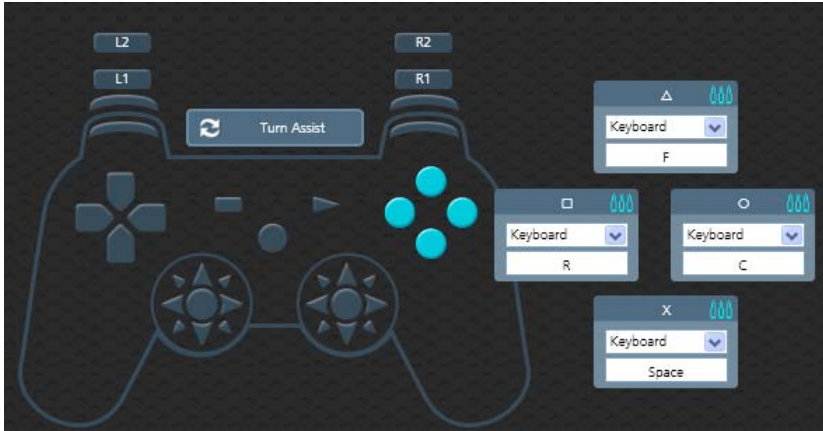 L2
R2
L1
R1
Turn Assist
△
Keyboard
F
□
Keyboard
R
○
Keyboard
C
X
Keyboard
Space